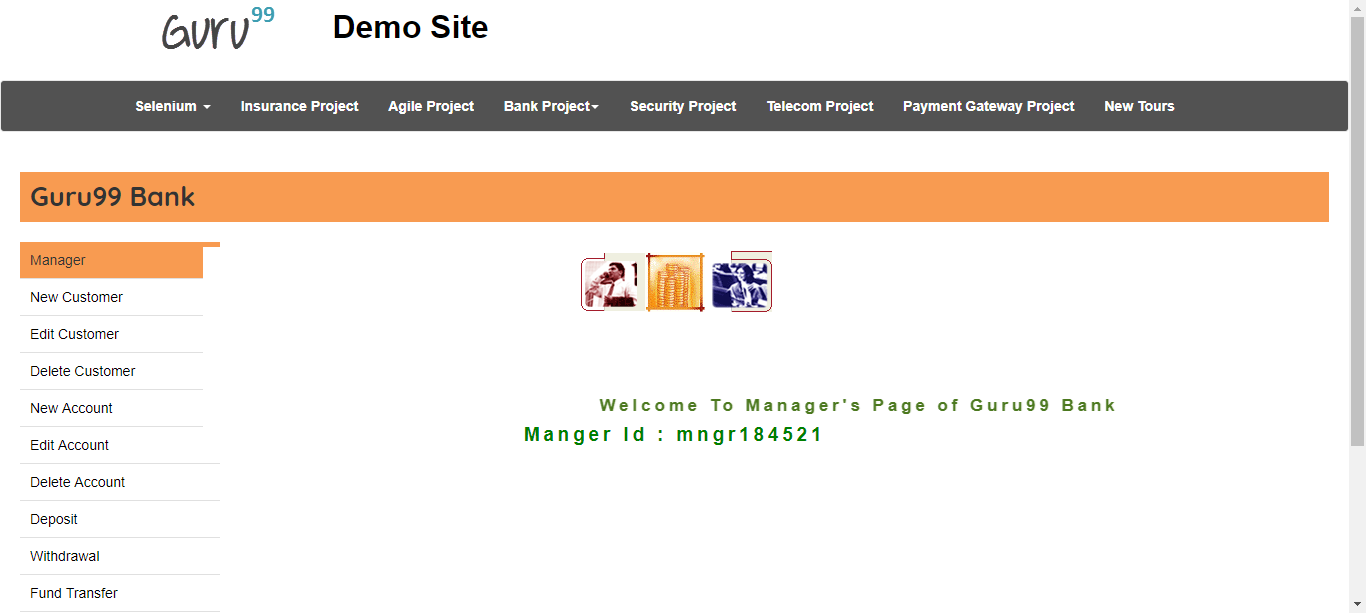 Guru99 Demo Site
Selenium Insurance Project Agile Project Bank Project Security Project Telecom Project Payment Gateway Project New Tours
Guru99 Bank
Manager
New Customer
Edit Customer
Delete Customer
New Account
Edit Account
Delete Account
Deposit
Withdrawal
Fund Transfer
Welcome To Manager's Page of Guru99 Bank
Manger Id : mngr184521